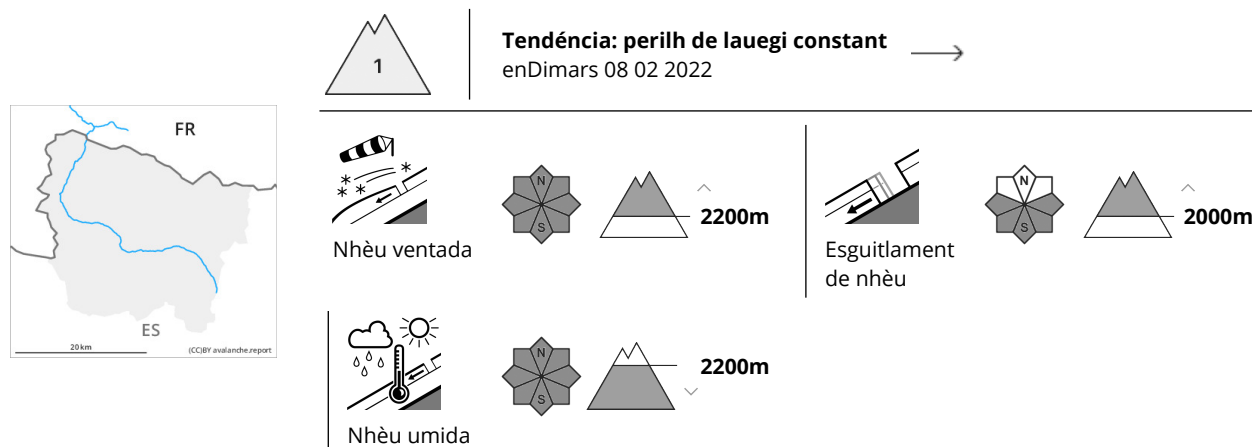 1
Tendéncia: perilh de lauegi constant
enDimars 08 02 2022
FR
ES
20 km
(CC)BY avalanche.report
N
S
2200m
Nhèu ventada
N
S
2000m
Esguitlament
de nhèu
N
S
2200m
Nhèu umida